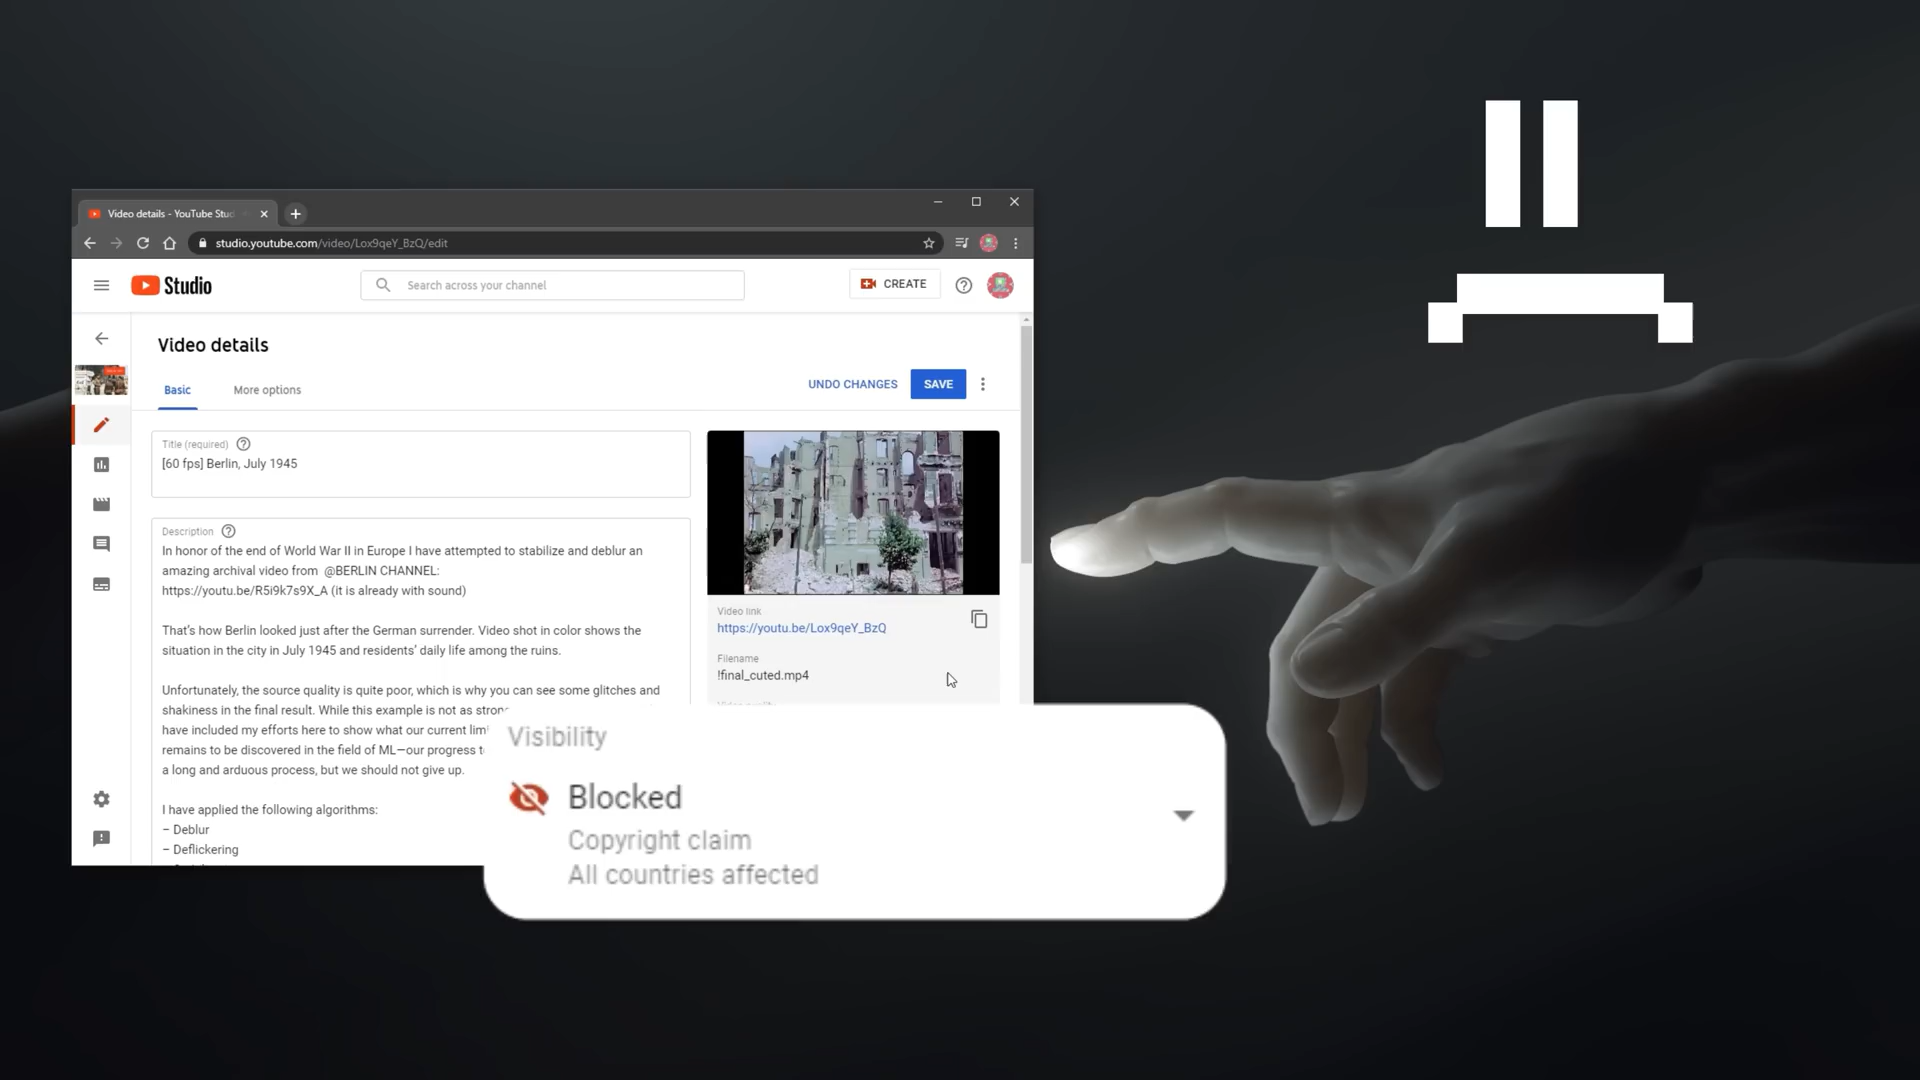 Video details - YouTube Stud
studio.youtube.com/video/Lox9qeY_BzQ/edit
Studio
Search across your channel
CREATE
Video details
Basic
More options
UNDO CHANGES
SAVE
Title (required)
[60 fps] Berlin, July 1945
Description
In honor of the end of World War II in Europe I have attempted to stabilize and deblur an
amazing archival video from @BERLIN CHANNEL:
https://youtu.be/R5i9k7s9X_A (it is already with sound)
That's how Berlin looked just after the German surrender. Video shot in color shows the
situation in the city in July 1945 and residents' daily life among the ruins.
Unfortunately, the source quality is quite poor, which is why you can see some glitches and
shakiness in the final result. While this example is not as strong
have included my efforts here to show what our current lim
remains to be discovered in the field of ML—our progress t
a long and arduous process, but we should not give up.
I have applied the following algorithms:
– Deblur
– Deflickering
Video link
https://youtu.be/Lox9qeY_BzQ
Filename
!final_cuted.mp4
Visibility
Blocked
Copyright claim
All countries affected